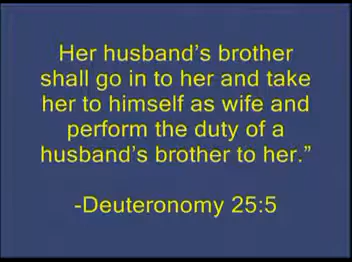 Her husband's brother
shall go in to her and take
her to himself as wife and
perform the duty of a
husband's brother to her.”
-Deuteronomy 25:5